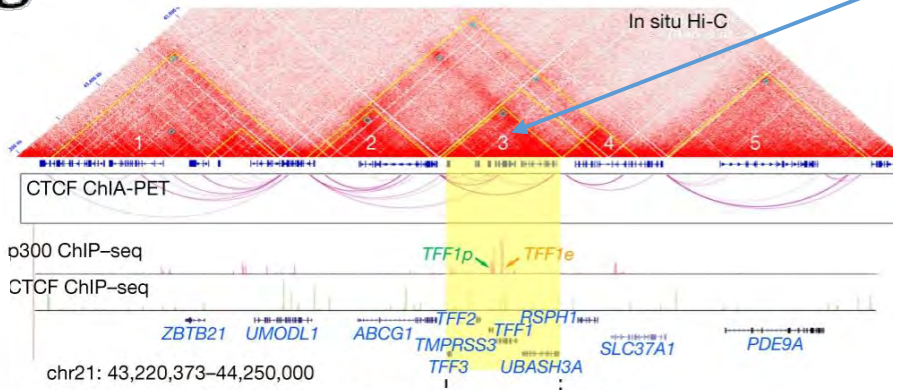 In situ Hi-C
1 2 3 4 5
CTCF ChIA-PET
p300 ChIP–seq
TFF1p TFF1e
CTCF ChIP–seq
ZBTB21 UMODL1 ABCG1 TFF2 RSPH1
TMPRSS3 TFF1 SLC37A1 PDE9A
TFF3 UBASH3A
chr21: 43,220,373–44,250,000